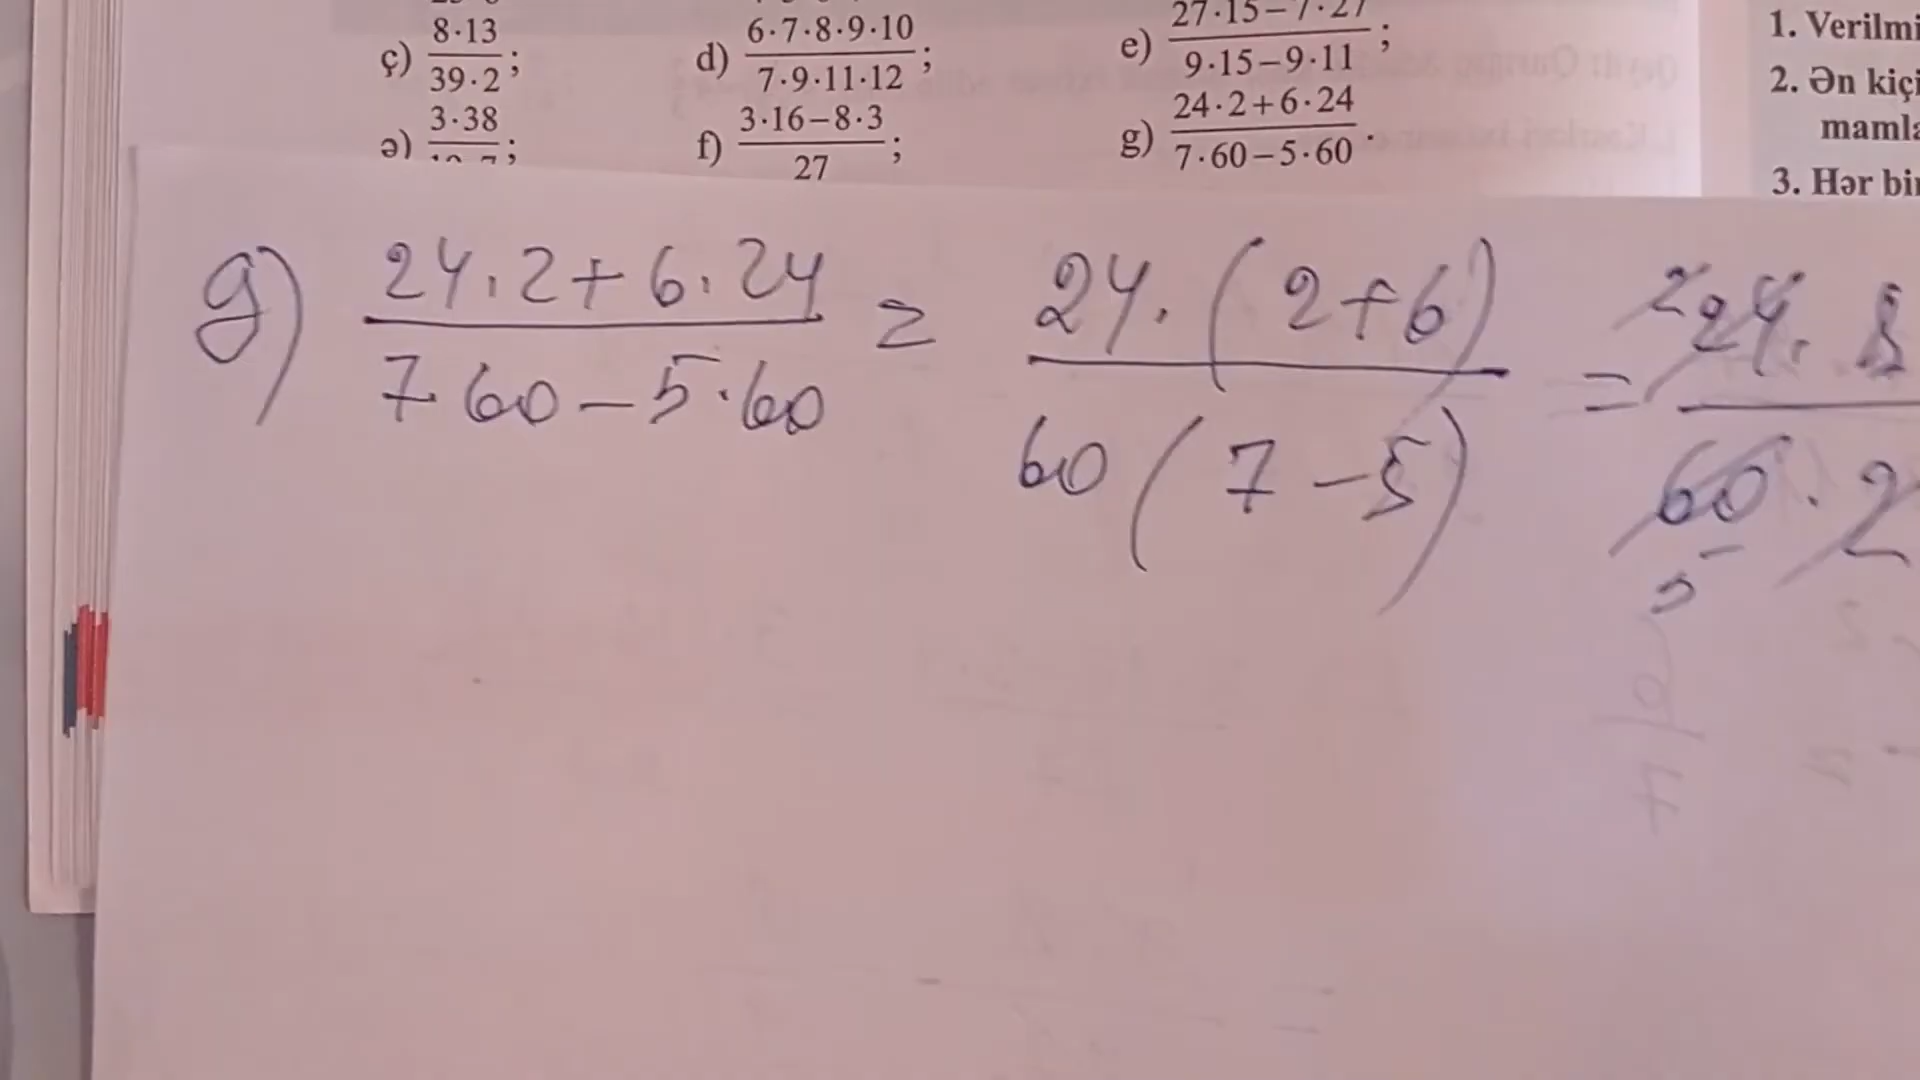 ç) 8·13 / 39·2 ;
d) 6·7·8·9·10 / 7·9·11·12 ;
e) 27·15−7·27 / 9·15−9·11 ;
ə) 3·38 ;
f) 3·16−8·3 / 27 ;
g) 24·2+6·24 / 7·60−5·60 .
1. Verilmi
2. Ən kiçi
mamla
3. Hər bir
g) 24·2+6·24 / 7·60−5·60 = 24·(2+6) / 60(7−5) = 2 24· / 60·2 5